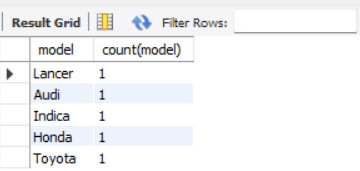 Result Grid Filter Rows:
model count(model)
Lancer 1
Audi 1
Indica 1
Honda 1
Toyota 1